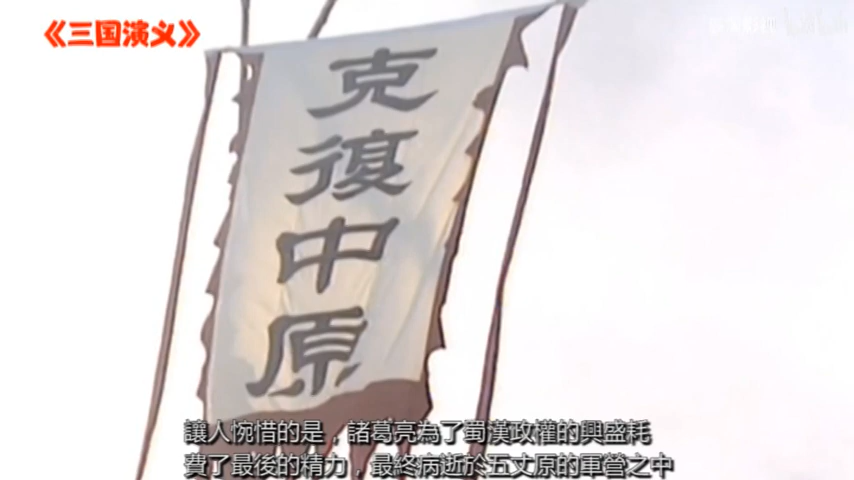 《三国演义》
克復中原
讓人惋惜的是，諸葛亮為了蜀漢政權的興盛耗
費了最後的精力，最終病逝於五丈原的軍營之中